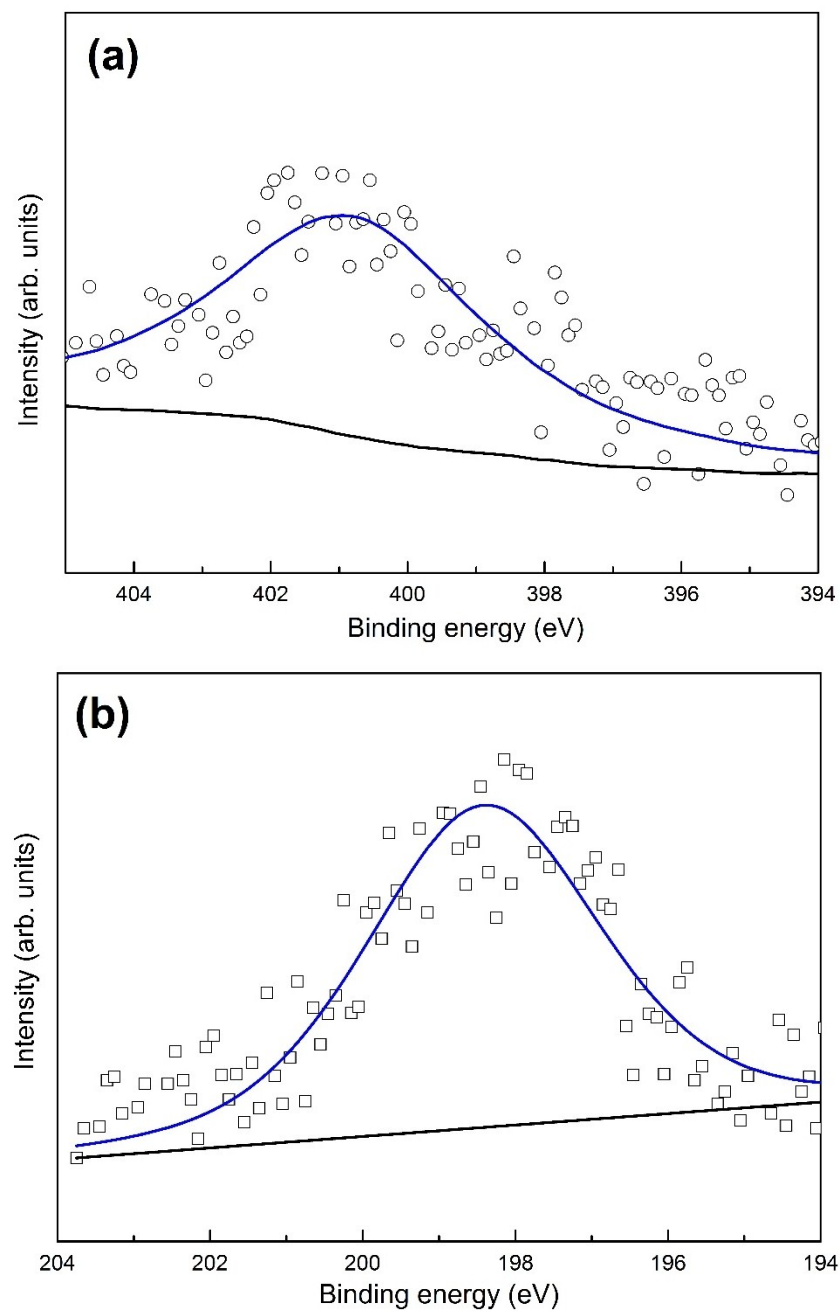 (a)
Intensity (arb. units)
404 402 400 398 396 394
Binding energy (eV)
(b)
Intensity (arb. units)
204 202 200 198 196 194
Binding energy (eV)